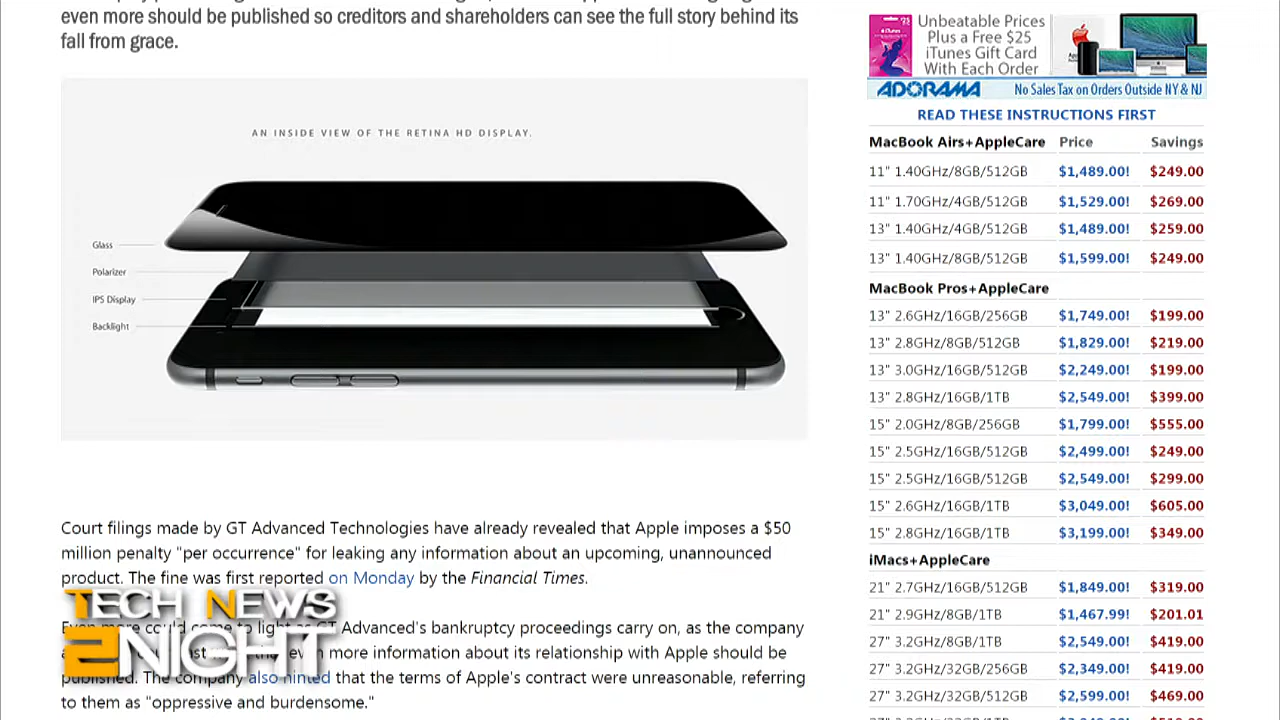 even more should be published so creditors and shareholders can see the full story behind its
fall from grace.
AN INSIDE VIEW OF THE RETINA HD DISPLAY.
Glass
Polarizer
IPS Display
Backlight
Court filings made by GT Advanced Technologies have already revealed that Apple imposes a $50
million penalty "per occurrence" for leaking any information about an upcoming, unannounced
product. The fine was first reported on Monday by the Financial Times.
Even more could come to light as GT Advanced's bankruptcy proceedings carry on, as the company
even more information about its relationship with Apple should be
published. The company also hinted that the terms of Apple's contract were unreasonable, referring
to them as "oppressive and burdensome."
TECH NEWS
2NIGHT
$25
iTunes
Unbeatable Prices
Plus a Free $25
iTunes Gift Card
With Each Order
ADORAMA No Sales Tax on Orders Outside NY & NJ
READ THESE INSTRUCTIONS FIRST
MacBook Airs+AppleCare Price Savings
11" 1.40GHz/8GB/512GB $1,489.00! $249.00
11" 1.70GHz/4GB/512GB $1,529.00! $269.00
13" 1.40GHz/4GB/512GB $1,489.00! $259.00
13" 1.40GHz/8GB/512GB $1,599.00! $249.00
MacBook Pros+AppleCare
13" 2.6GHz/16GB/256GB $1,749.00! $199.00
13" 2.8GHz/8GB/512GB $1,829.00! $219.00
13" 3.0GHz/16GB/512GB $2,249.00! $199.00
13" 2.8GHz/16GB/1TB $2,549.00! $399.00
15" 2.0GHz/8GB/256GB $1,799.00! $555.00
15" 2.5GHz/16GB/512GB $2,499.00! $249.00
15" 2.5GHz/16GB/512GB $2,549.00! $299.00
15" 2.6GHz/16GB/1TB $3,049.00! $605.00
15" 2.8GHz/16GB/1TB $3,199.00! $349.00
iMacs+AppleCare
21" 2.7GHz/16GB/512GB $1,849.00! $319.00
21" 2.9GHz/8GB/1TB $1,467.99! $201.01
27" 3.2GHz/8GB/1TB $2,549.00! $419.00
27" 3.2GHz/32GB/256GB $2,349.00! $419.00
27" 3.2GHz/32GB/512GB $2,599.00! $469.00